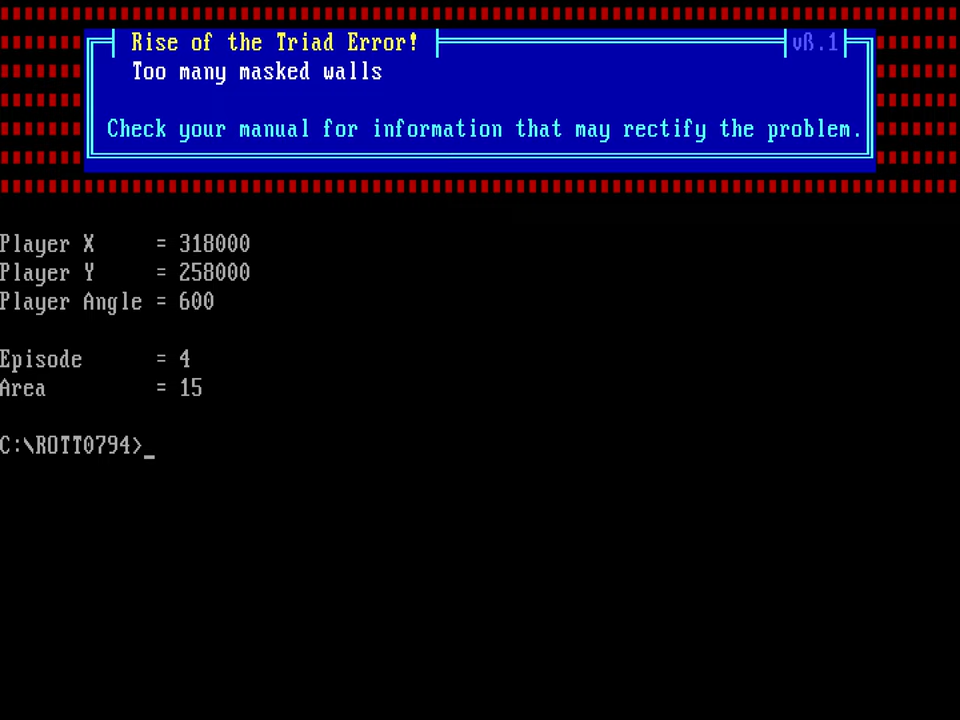 Rise of the Triad Error! vß.1
Too many masked walls
Check your manual for information that may rectify the problem.
Player X = 318000
Player Y = 258000
Player Angle = 600
Episode = 4
Area = 15
C:\ROTT0794>_